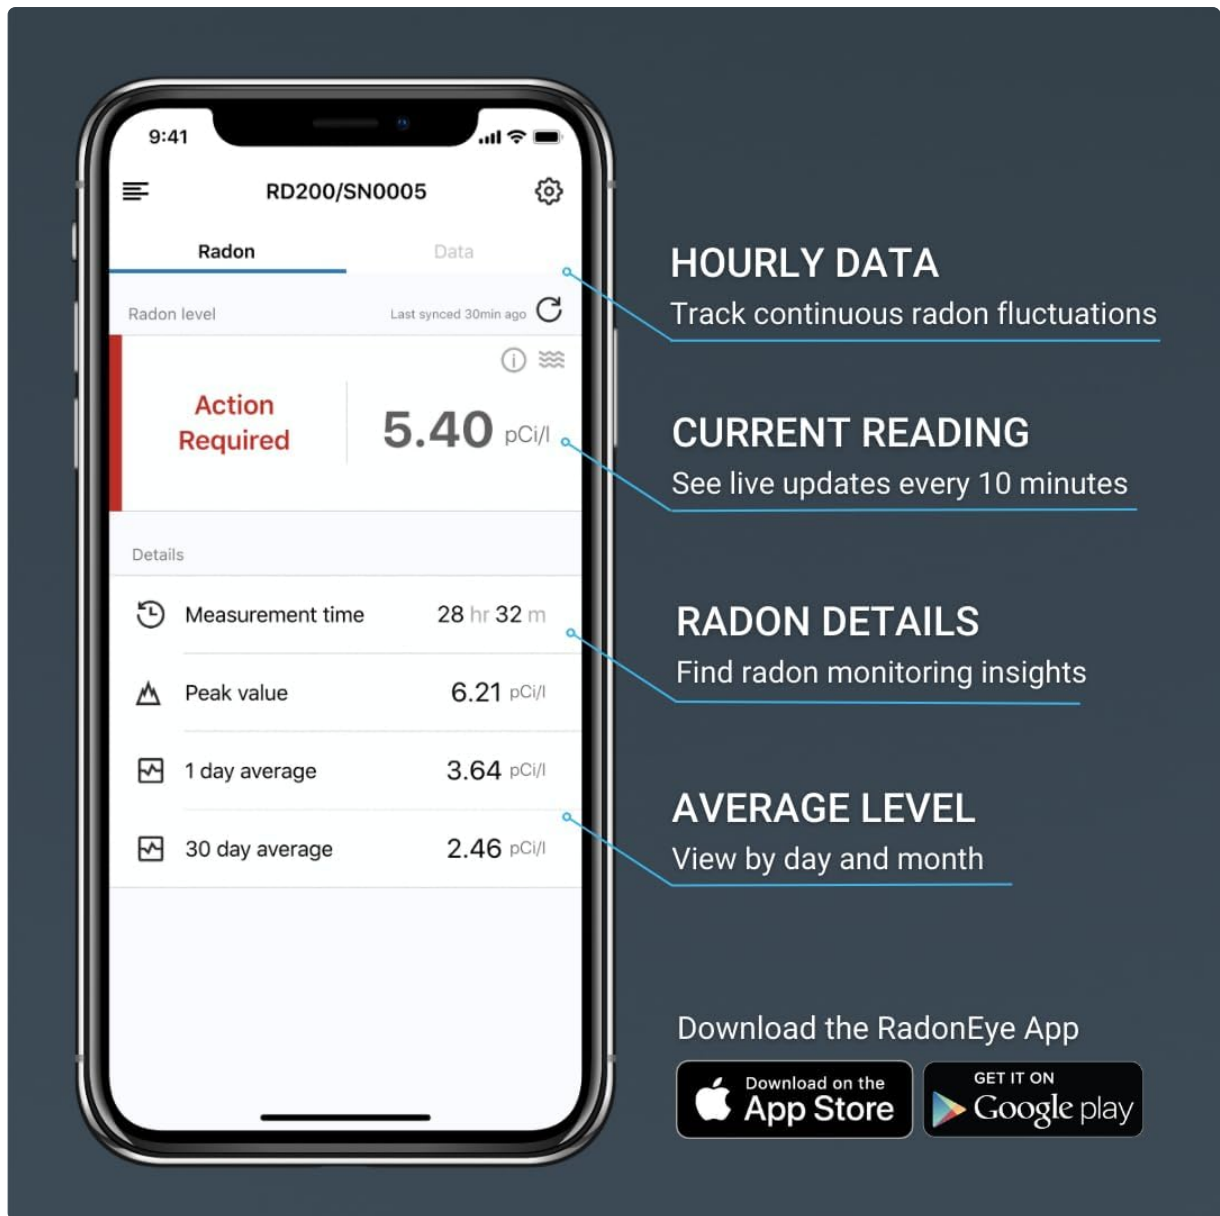 9:41
RD200/SN0005
Radon
Data
Radon level
Last synced 30min ago
Action
Required
5.40 pCi/l
Details
Measurement time
28 hr 32 m
Peak value
6.21 pCi/l
1 day average
3.64 pCi/l
30 day average
2.46 pCi/l
HOURLY DATA
Track continuous radon fluctuations
CURRENT READING
See live updates every 10 minutes
RADON DETAILS
Find radon monitoring insights
AVERAGE LEVEL
View by day and month
Download the RadonEye App
Download on the
App Store
GET IT ON
Google play